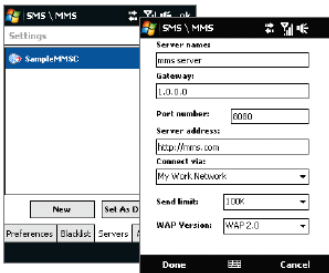 SMS \ MMS
ok
Settings
SampleMMSC
New
Set As D
Preferences
Blacklist
Servers
SMS \ MMS
Server name:
mms server
Gateway:
1.0.0.0
Port number:
8080
Server address:
http://mms.com
Connect via:
My Work Network
Send limit:
100K
WAP Version:
WAP 2.0
Done
Cancel